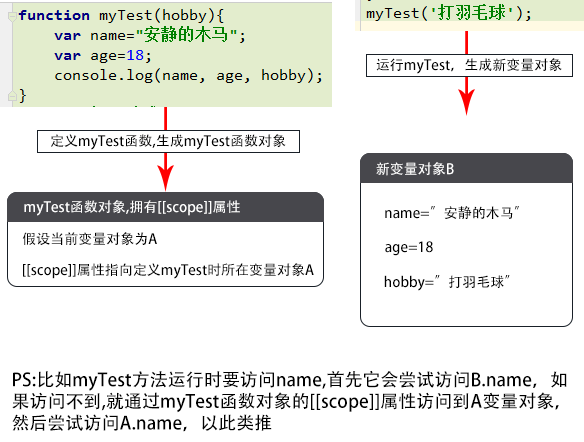 function myTest(hobby){
var name="安静的木马";
var age=18;
console.log(name, age, hobby);
}
myTest('打羽毛球');
定义myTest函数,生成myTest函数对象
运行myTest，生成新变量对象
myTest函数对象,拥有[[scope]]属性
假设当前变量对象为A
[[scope]]属性指向定义myTest时所在变量对象A
新变量对象B
name=”安静的木马”
age=18
hobby=”打羽毛球”
PS:比如myTest方法运行时要访问name,首先它会尝试访问B.name，如
果访问不到,就通过myTest函数对象的[[scope]]属性访问到A变量对象,
然后尝试访问A.name，以此类推